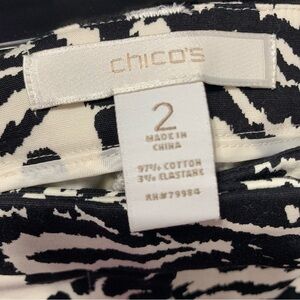 chico's
2
MADE IN
CHINA
97% COTTON
3% ELASTANE
RN#79984